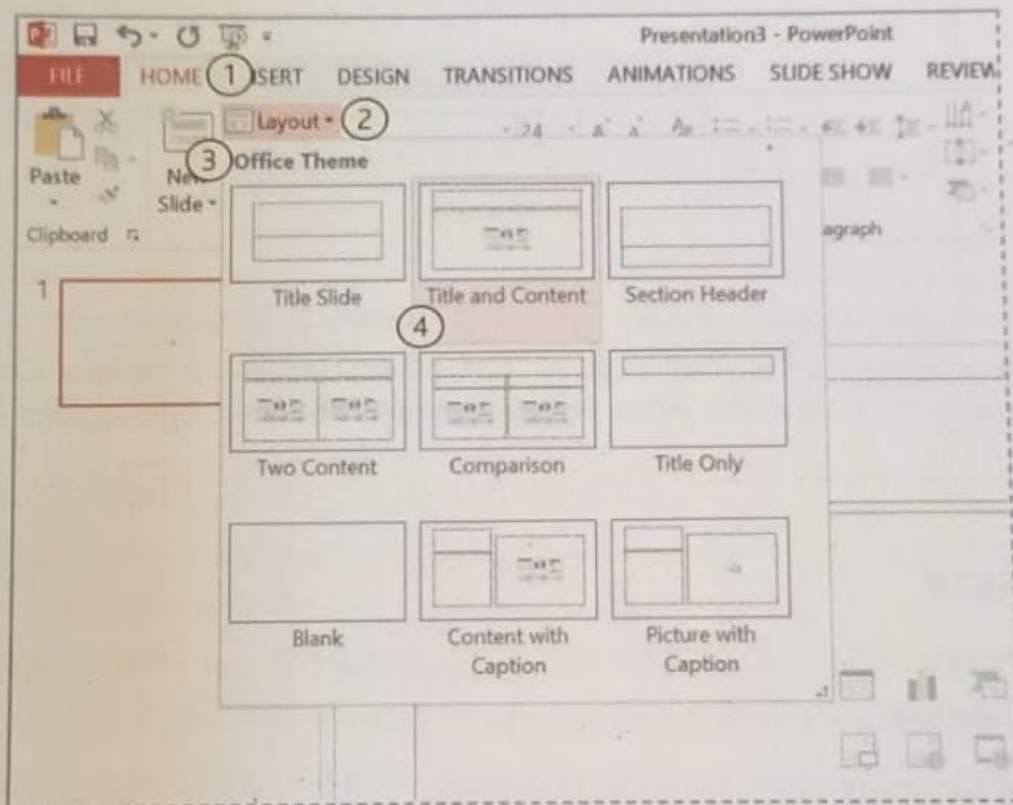 Presentation3 - PowerPoint
FILE HOME 1 NSERT DESIGN TRANSITIONS ANIMATIONS SLIDE SHOW REVIEW
Layout 2
24
3 Office Theme
Paste New
Slide
Clipboard
agraph
1
Title Slide Title and Content Section Header
4
Two Content Comparison Title Only
Blank Content with Picture with
Caption Caption